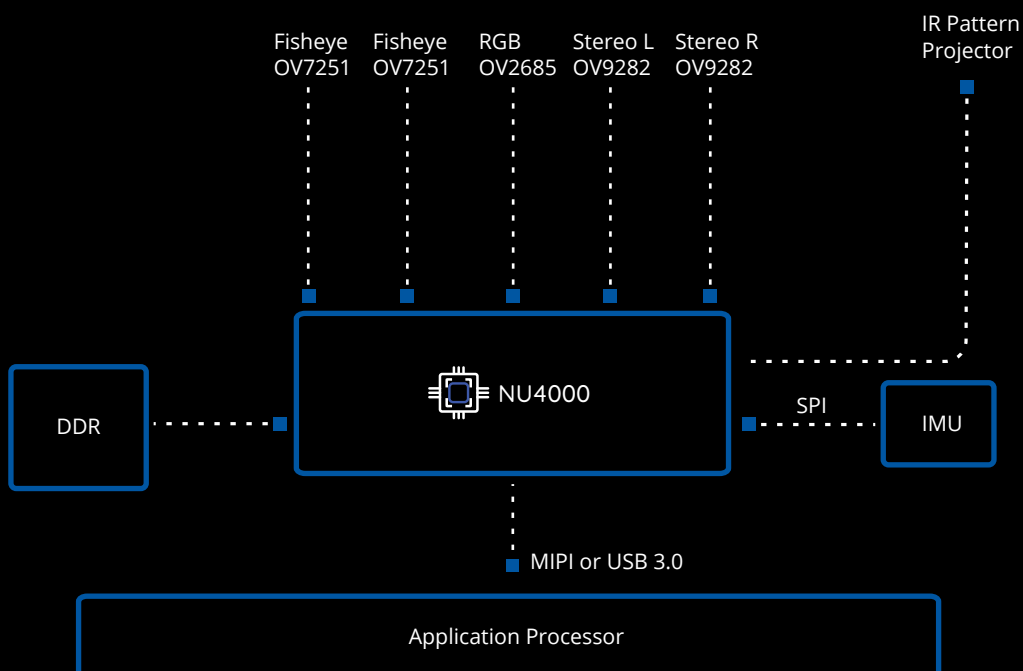 Fisheye
OV7251
Fisheye
OV7251
RGB
OV2685
Stereo L
OV9282
Stereo R
OV9282
IR Pattern
Projector
DDR
NU4000
SPI
IMU
MIPI or USB 3.0
Application Processor